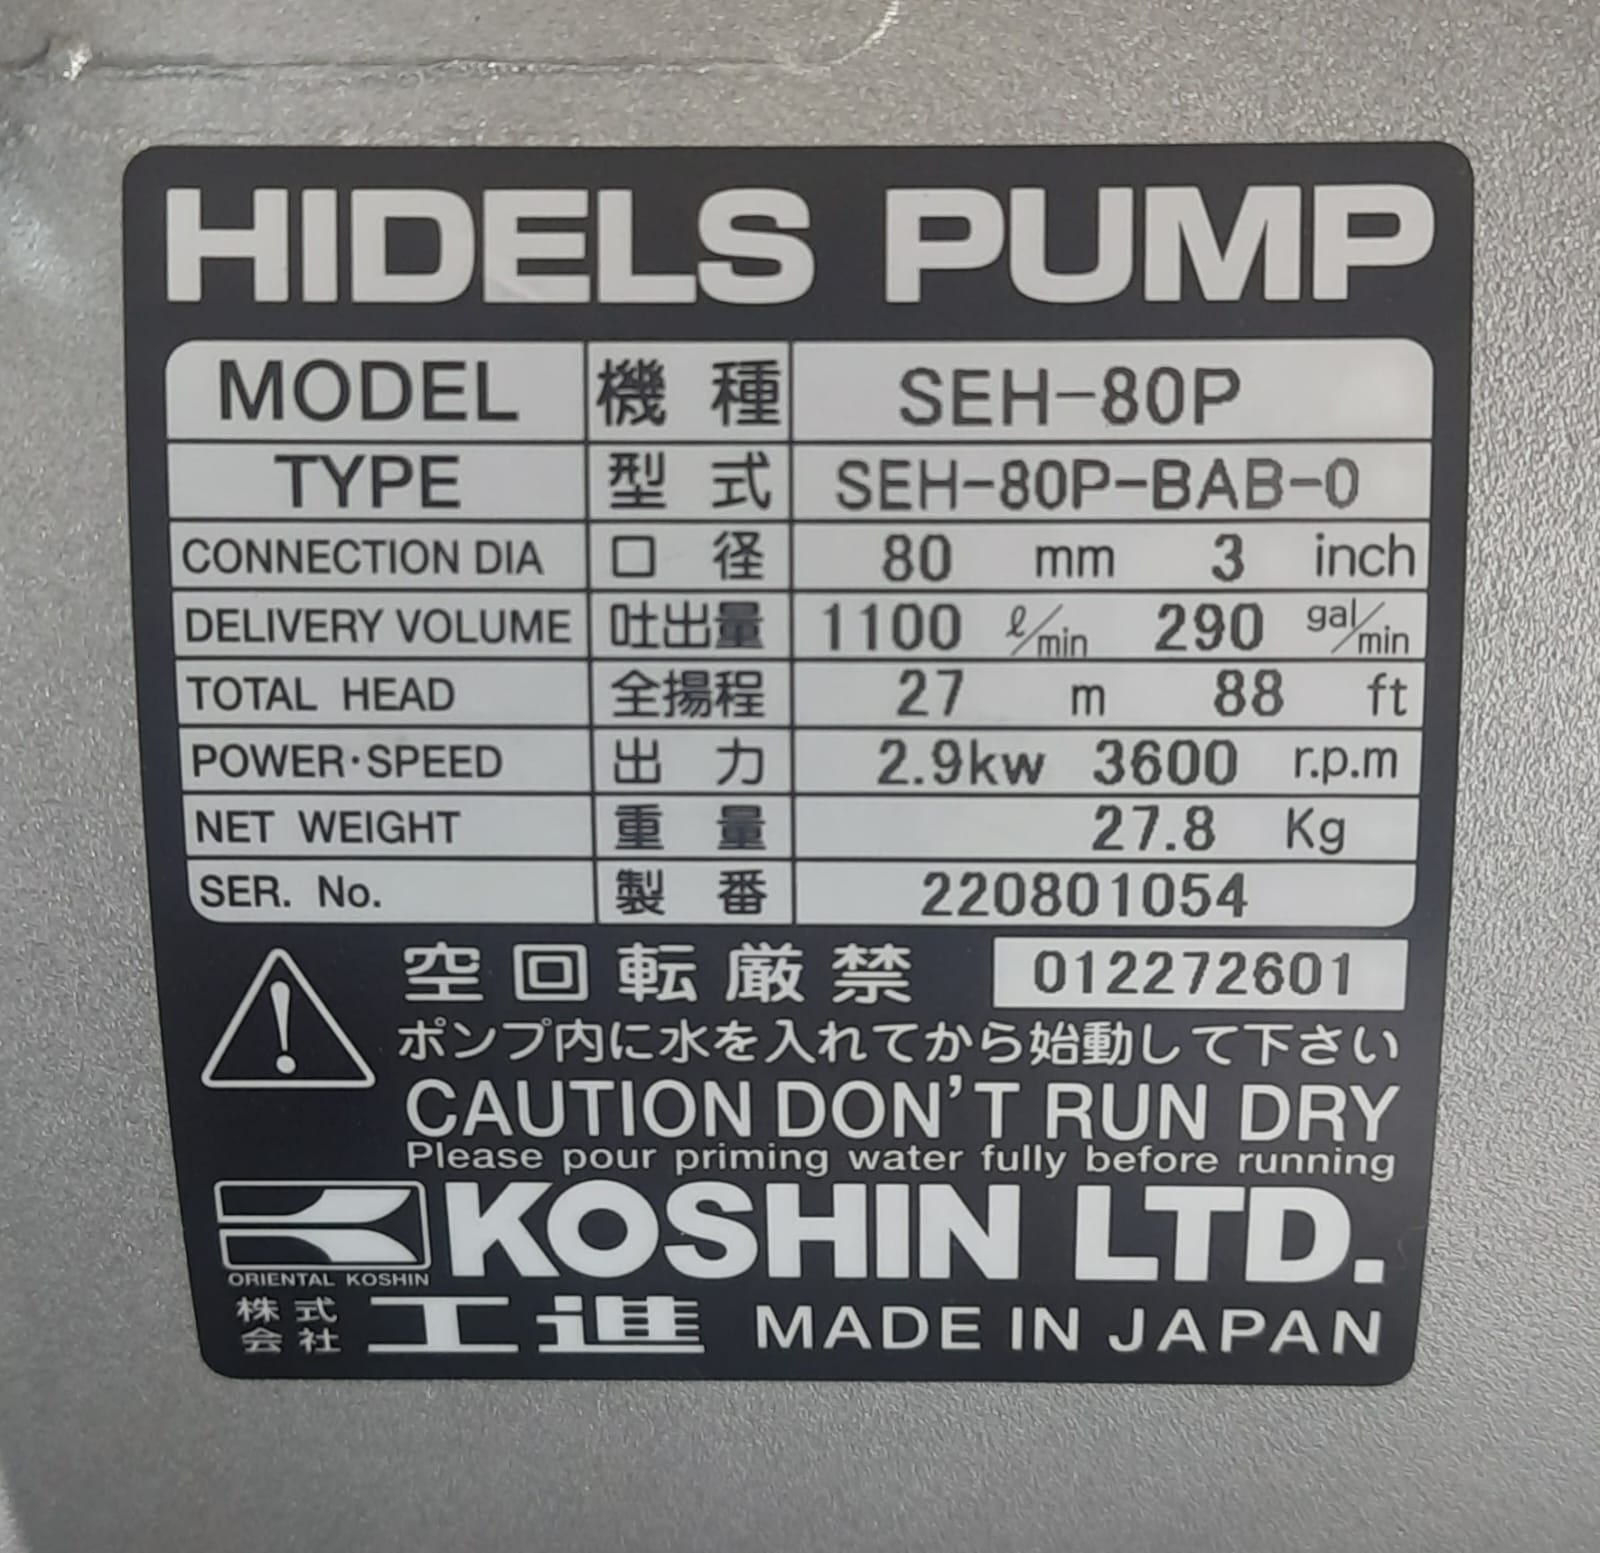 HIDELS PUMP
MODEL 機種 SEH-80P
TYPE 型式 SEH-80P-BAB-0
CONNECTION DIA 口径 80 mm 3 inch
DELIVERY VOLUME 吐出量 1100 ℓ/min 290 gal/min
TOTAL HEAD 全揚程 27 m 88 ft
POWER·SPEED 出力 2.9kw 3600 r.p.m
NET WEIGHT 重量 27.8 Kg
SER. No. 製番 220801054
空回転厳禁 012272601
ポンプ内に水を入れてから始動して下さい
CAUTION DON'T RUN DRY
Please pour priming water fully before running
KOSHIN LTD.
ORIENTAL KOSHIN
株式会社 工進 MADE IN JAPAN